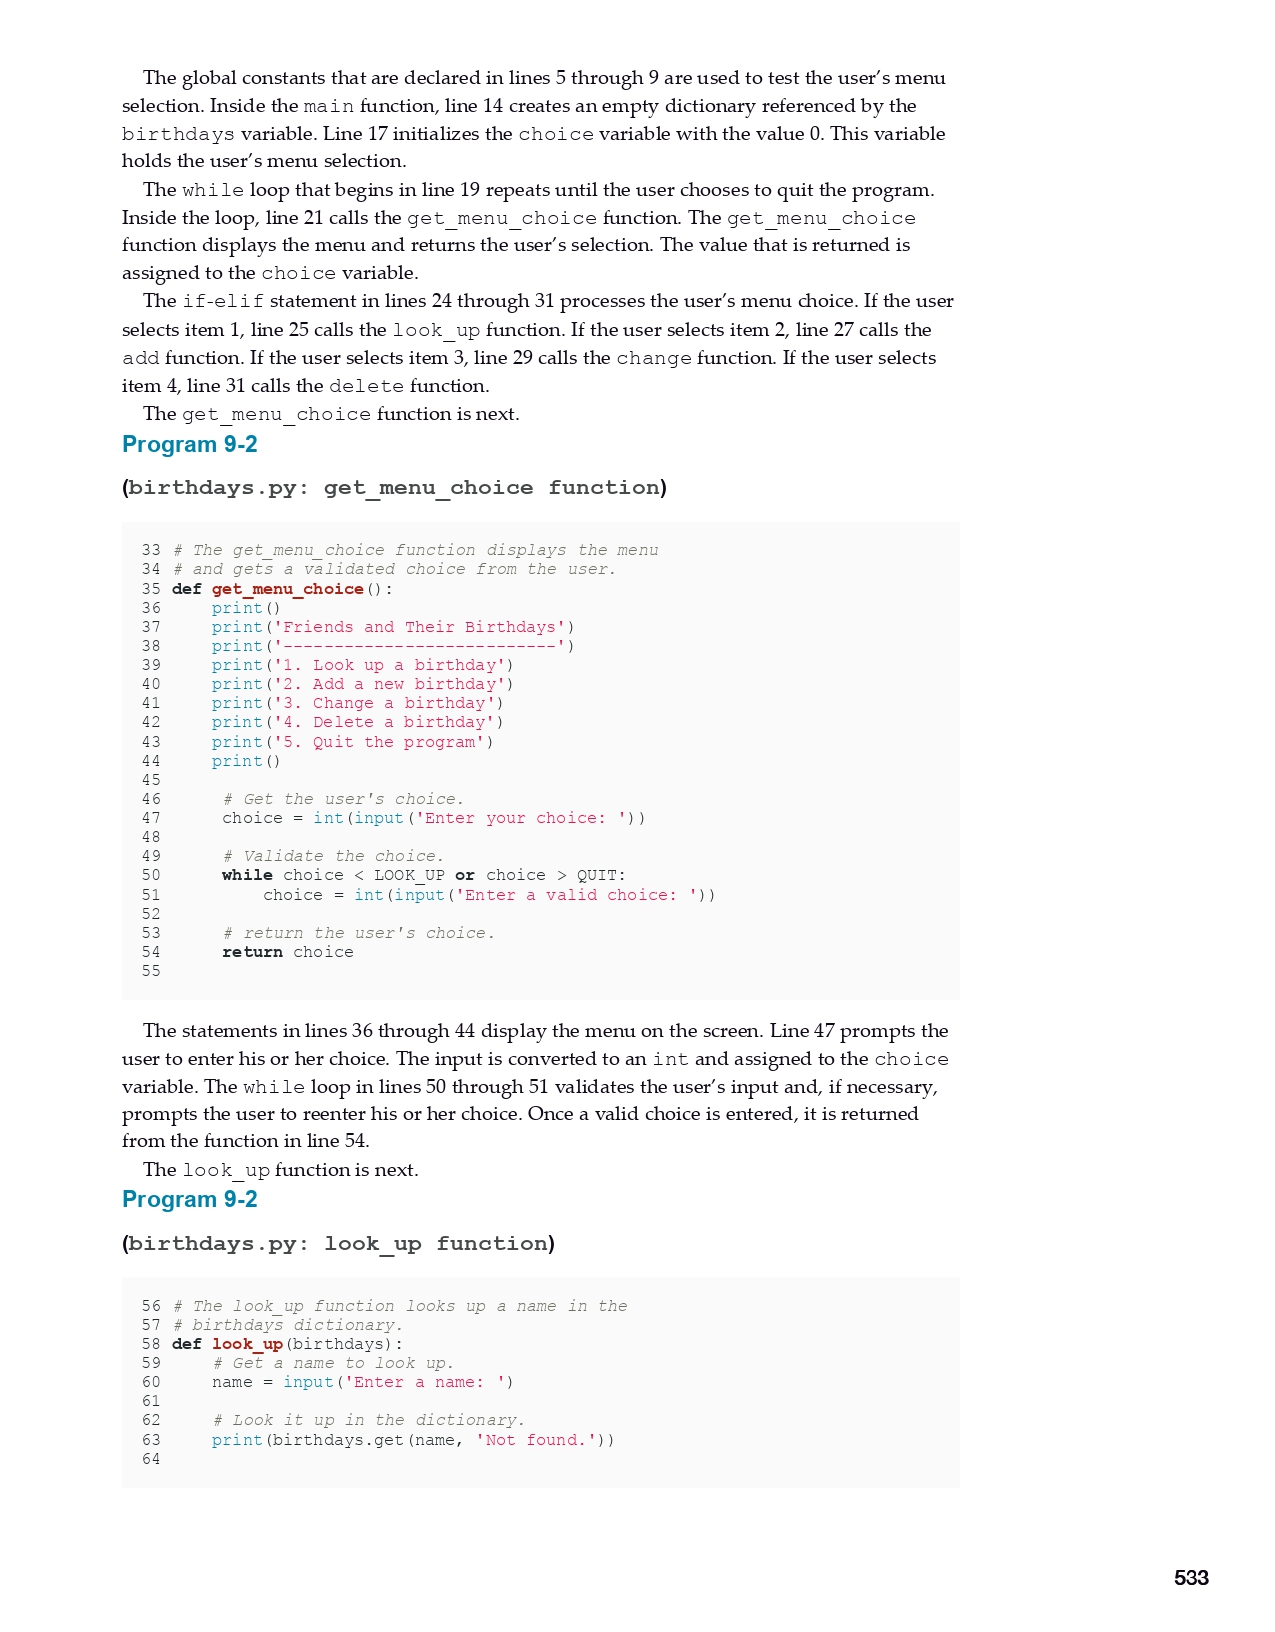 The global constants that are declared in lines 5 through 9 are used to test the user’s menu
selection. Inside the main function, line 14 creates an empty dictionary referenced by the
birthdays variable. Line 17 initializes the choice variable with the value 0. This variable
holds the user’s menu selection.
The while loop that begins in line 19 repeats until the user chooses to quit the program.
Inside the loop, line 21 calls the get_menu_choice function. The get_menu_choice
function displays the menu and returns the user’s selection. The value that is returned is
assigned to the choice variable.
The if-elif statement in lines 24 through 31 processes the user’s menu choice. If the user
selects item 1, line 25 calls the look_up function. If the user selects item 2, line 27 calls the
add function. If the user selects item 3, line 29 calls the change function. If the user selects
item 4, line 31 calls the delete function.
The get_menu_choice function is next.
Program 9-2
(birthdays.py: get_menu_choice function)
33 # The get_menu_choice function displays the menu
34 # and gets a validated choice from the user.
35 def get_menu_choice():
36     print()
37     print('Friends and Their Birthdays')
38     print('---------------------------')
39     print('1. Look up a birthday')
40     print('2. Add a new birthday')
41     print('3. Change a birthday')
42     print('4. Delete a birthday')
43     print('5. Quit the program')
44     print()
45
46      # Get the user's choice.
47      choice = int(input('Enter your choice: '))
48
49      # Validate the choice.
50      while choice < LOOK_UP or choice > QUIT:
51          choice = int(input('Enter a valid choice: '))
52
53      # return the user's choice.
54      return choice
55
The statements in lines 36 through 44 display the menu on the screen. Line 47 prompts the
user to enter his or her choice. The input is converted to an int and assigned to the choice
variable. The while loop in lines 50 through 51 validates the user’s input and, if necessary,
prompts the user to reenter his or her choice. Once a valid choice is entered, it is returned
from the function in line 54.
The look_up function is next.
Program 9-2
(birthdays.py: look_up function)
56 # The look_up function looks up a name in the
57 # birthdays dictionary.
58 def look_up(birthdays):
59     # Get a name to look up.
60     name = input('Enter a name: ')
61
62     # Look it up in the dictionary.
63     print(birthdays.get(name, 'Not found.'))
64
533